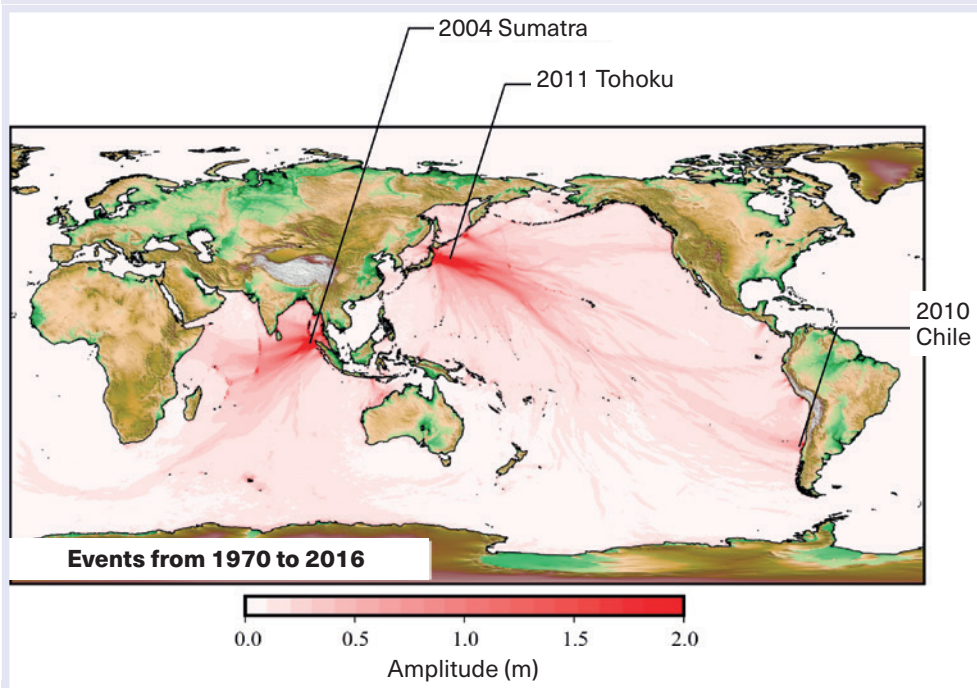 2004 Sumatra
2011 Tohoku
2010
Chile
Events from 1970 to 2016
0.0 0.5 1.0 1.5 2.0
Amplitude (m)